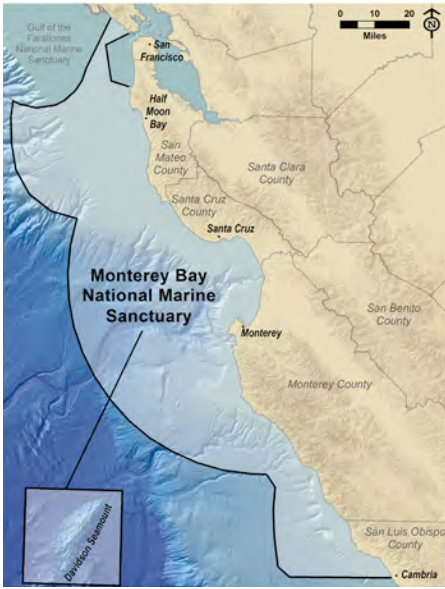 Gulf of the
Farallones
National Marine
Sanctuary
0 10 20
Miles
N
San
Francisco
Half
Moon
Bay
San
Mateo
County
Santa Clara
County
Santa Cruz
County
Santa Cruz
Monterey Bay
National Marine
Sanctuary
San Benito
County
Monterey
Monterey County
Davidson Seamount
San Luis Obispo
County
Cambria